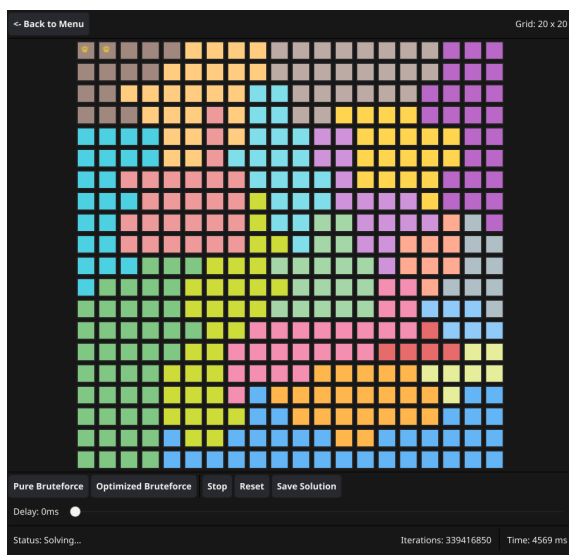 <- Back to Menu
Grid: 20 x 20
Pure Bruteforce Optimized Bruteforce Stop Reset Save Solution
Delay: 0ms
Status: Solving...
Iterations: 339416850 Time: 4569 ms